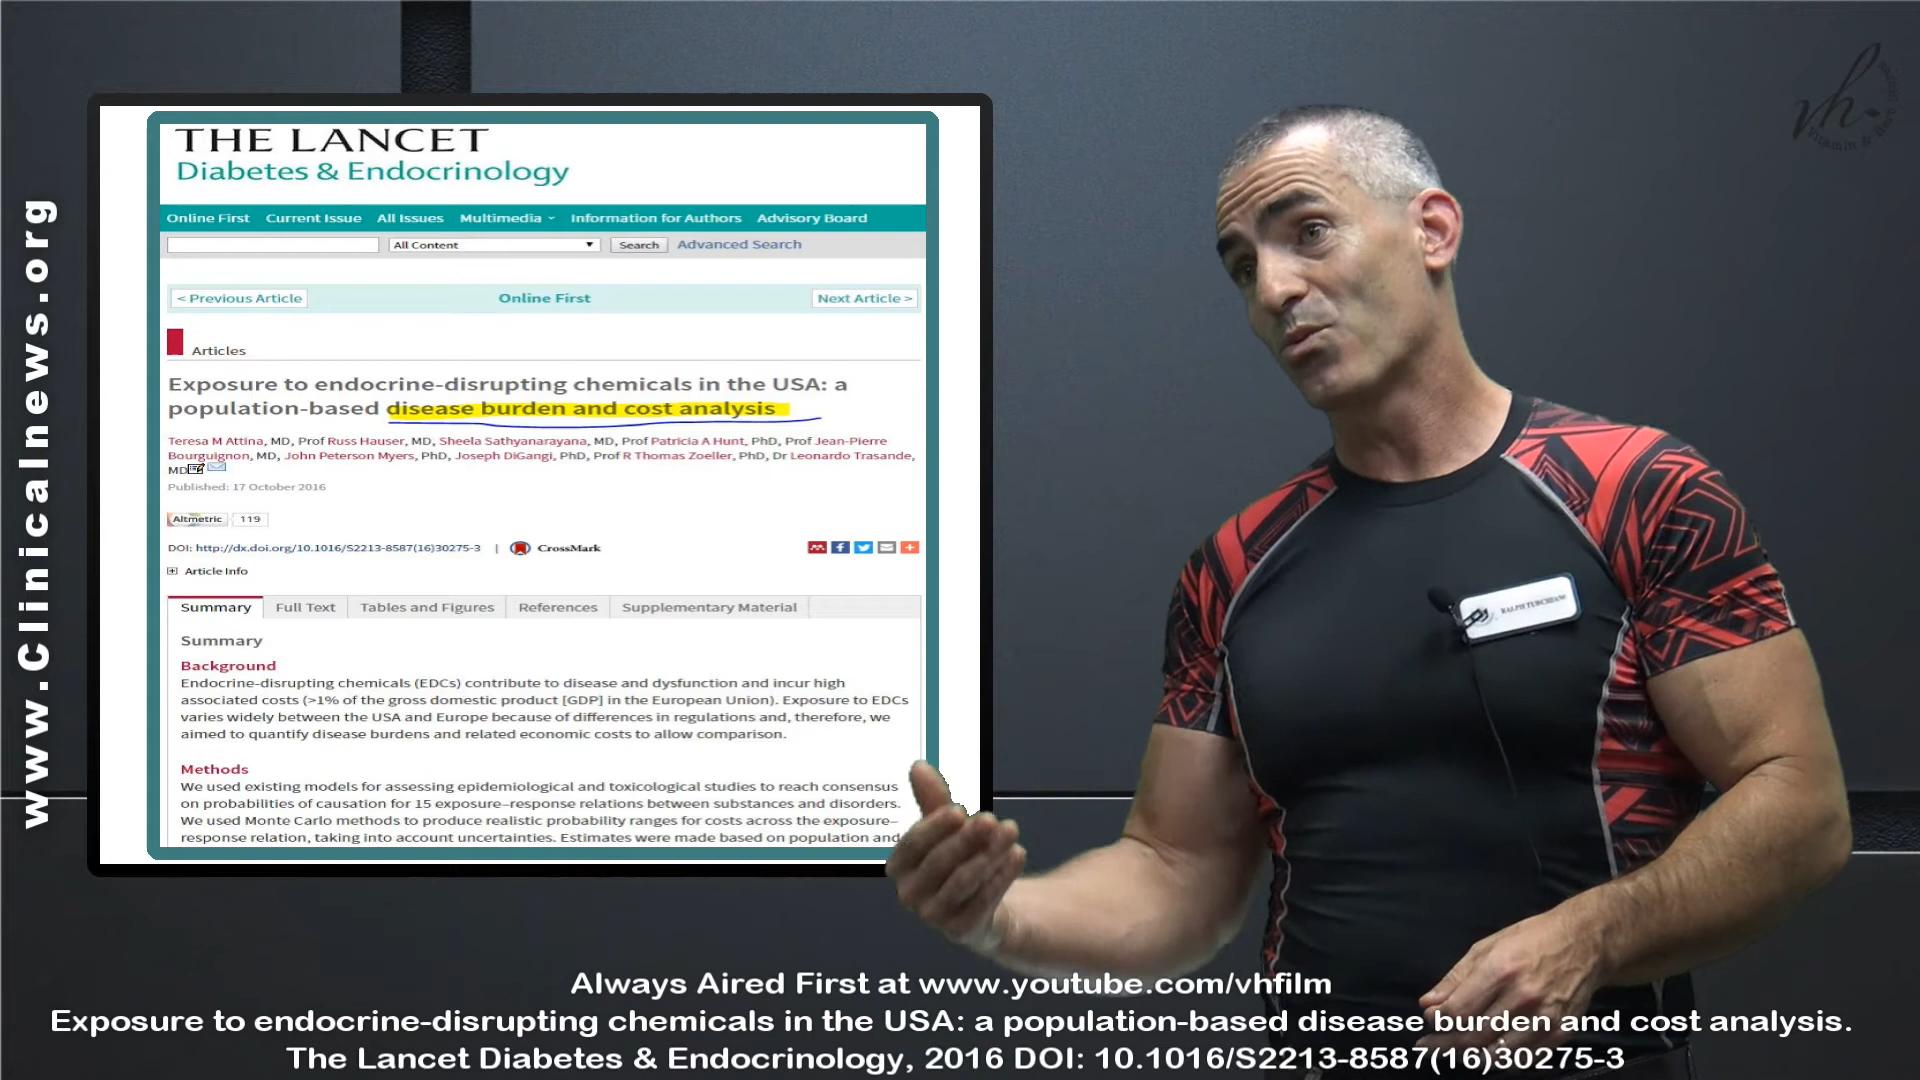 www.Clinicalnews.org
THE LANCET
Diabetes & Endocrinology
Online First Current Issue All Issues Multimedia Information for Authors Advisory Board
All Content Search Advanced Search
< Previous Article Online First Next Article >
Articles
Exposure to endocrine-disrupting chemicals in the USA: a
population-based disease burden and cost analysis
Teresa M Attina, MD, Prof Russ Hauser, MD, Sheela Sathyanarayana, MD, Prof Patricia A Hunt, PhD, Prof Jean-Pierre
Bourguignon, MD, John Peterson Myers, PhD, Joseph DiGangi, PhD, Prof R Thomas Zoeller, PhD, Dr Leonardo Trasande,
MD
Published: 17 October 2016
Altmetric 119
DOI: http://dx.doi.org/10.1016/S2213-8587(16)30275-3 | CrossMark
Article Info
Summary Full Text Tables and Figures References Supplementary Material
Summary
Background
Endocrine-disrupting chemicals (EDCs) contribute to disease and dysfunction and incur high
associated costs (>1% of the gross domestic product [GDP] in the European Union). Exposure to EDCs
varies widely between the USA and Europe because of differences in regulations and, therefore, we
aimed to quantify disease burdens and related economic costs to allow comparison.
Methods
We used existing models for assessing epidemiological and toxicological studies to reach consensus
on probabilities of causation for 15 exposure–response relations between substances and disorders.
We used Monte Carlo methods to produce realistic probability ranges for costs across the exposure–
response relation, taking into account uncertainties. Estimates were made based on population and
vh
RALPH TURCHIANO
Always Aired First at www.youtube.com/vhfilm
Exposure to endocrine-disrupting chemicals in the USA: a population-based disease burden and cost analysis.
The Lancet Diabetes & Endocrinology, 2016 DOI: 10.1016/S2213-8587(16)30275-3